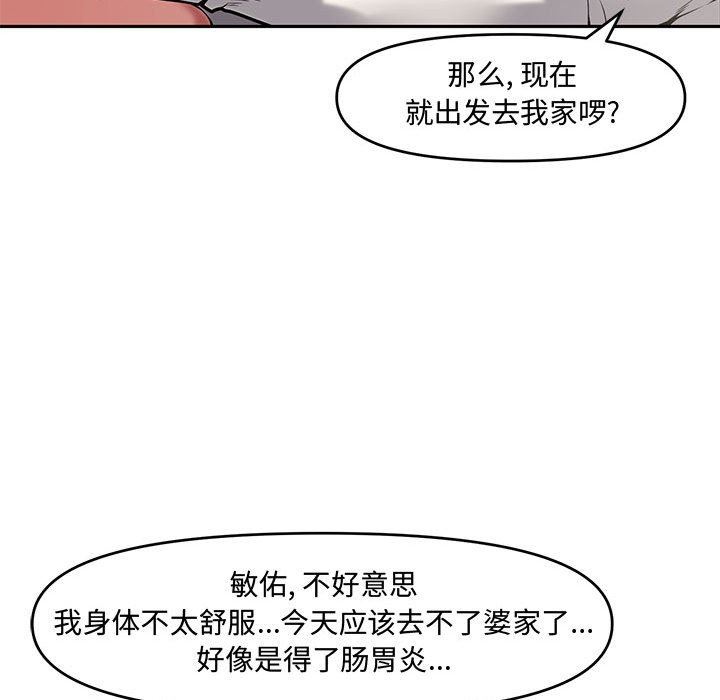 那么, 现在
就出发去我家啰?
敏佑, 不好意思
我身体不太舒服...今天应该去不了婆家了...
好像是得了肠胃炎...